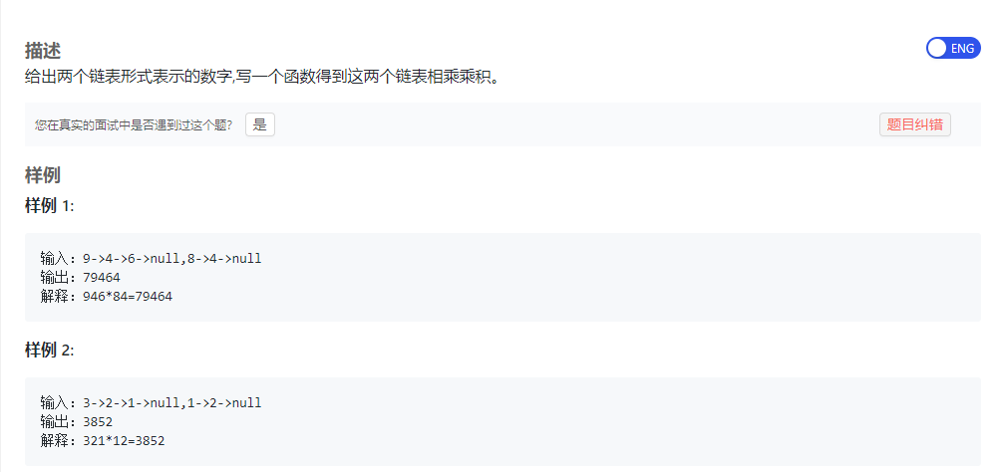 描述
ENG
给出两个链表形式表示的数字,写一个函数得到这两个链表相乘乘积。
您在真实的面试中是否遇到过这个题? 是
题目纠错
样例
样例 1:
输入：9->4->6->null,8->4->null
输出：79464
解释：946*84=79464
样例 2:
输入：3->2->1->null,1->2->null
输出：3852
解释：321*12=3852